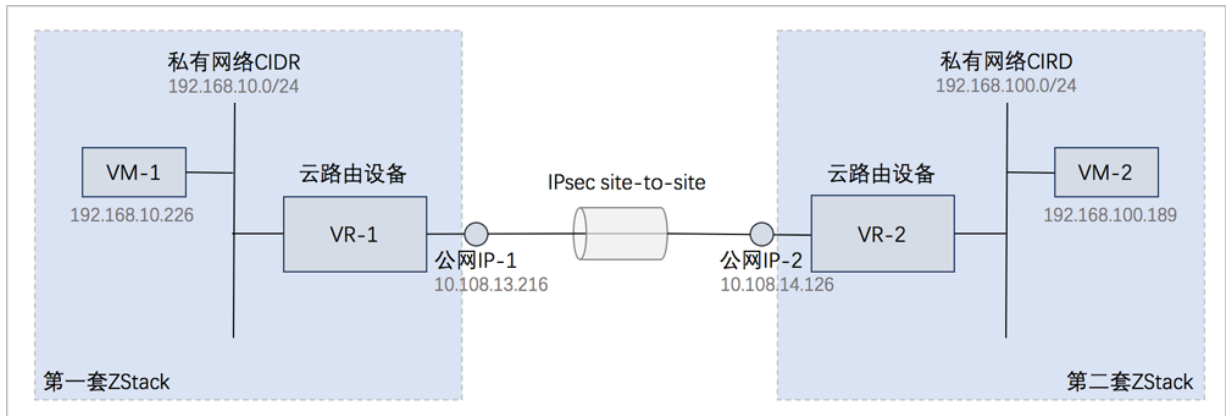 私有网络CIDR
192.168.10.0/24
VM-1
192.168.10.226
云路由设备
VR-1
公网IP-1
10.108.13.216
第一套ZStack
IPsec site-to-site
私有网络CIRD
192.168.100.0/24
云路由设备
VR-2
公网IP-2
10.108.14.126
VM-2
192.168.100.189
第二套ZStack